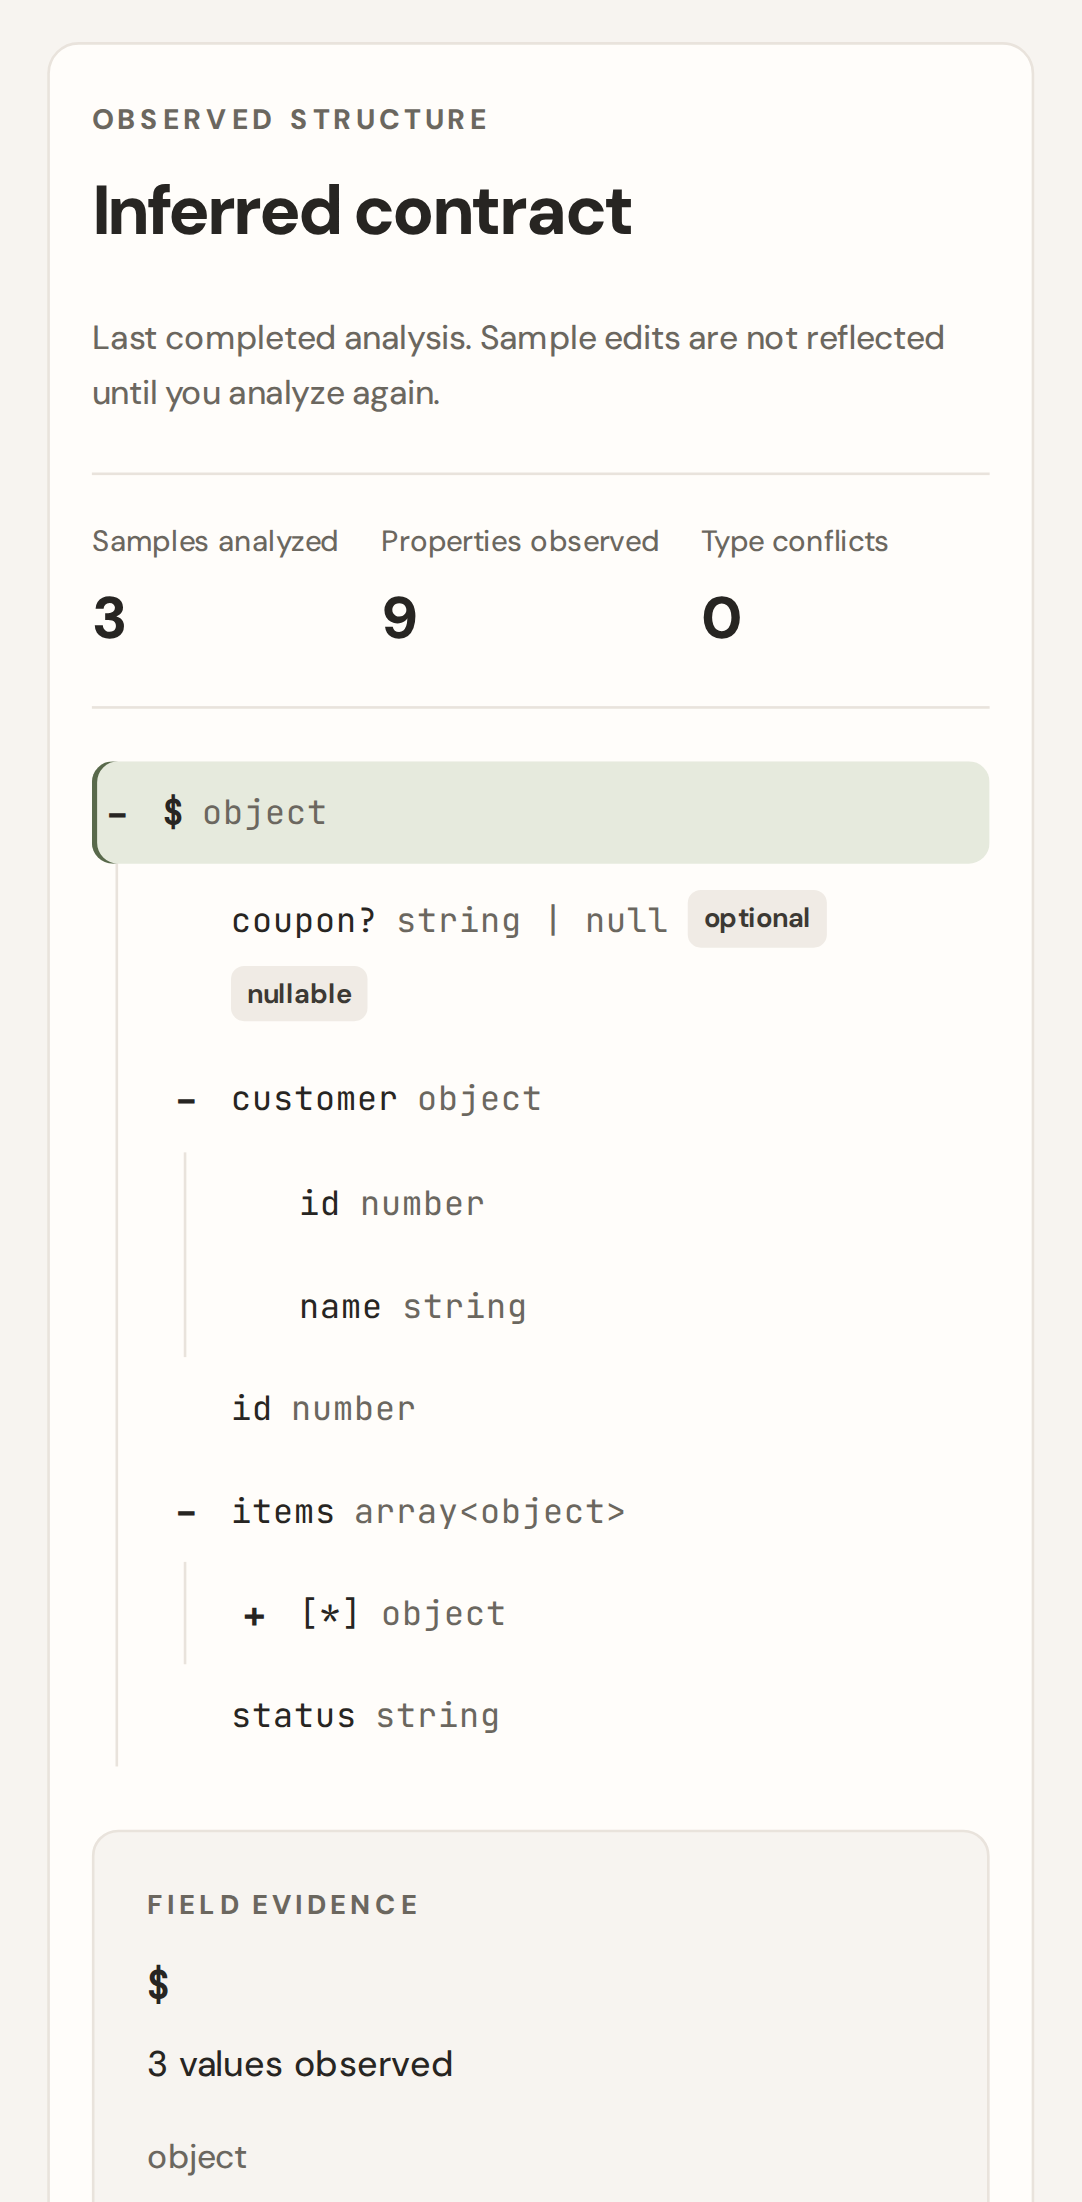 OBSERVED STRUCTURE
Inferred contract
Last completed analysis. Sample edits are not reflected
until you analyze again.
Samples analyzed Properties observed Type conflicts
3 9 0
– $ object
coupon? string | null optional
nullable
– customer object
id number
name string
id number
– items array<object>
+ [*] object
status string
FIELD EVIDENCE
$
3 values observed
object